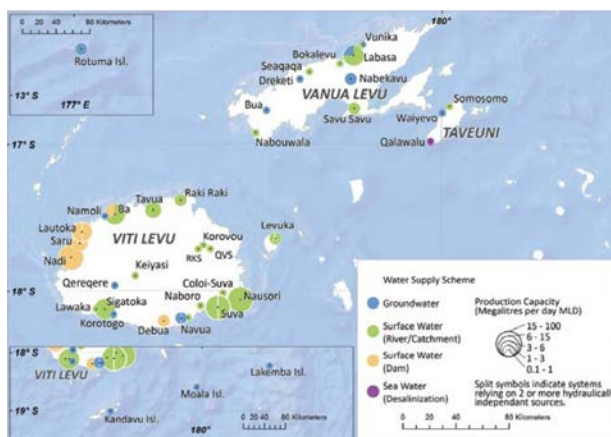 0 20 40 80 Kilometers
Rotuma Isl.
177° E
180°
Vunika
Bokalevu
Labasa
Seaqaqa
Dreketi
Nabekavu
VANUA LEVU
13° S
Bua
Somosomo
Waiyevo
Savu Savu
TAVEUNI
17° S
Nabouwala
Qalawalu
Raki Raki
Tavua
Namoli
Ba
Lautoka
Levuka
Saru
VITI LEVU
Korovou
Nadi
RKS
QVS
Keiyasi
Qereqere
Coloi-Suva
18° S
Naboro
Nausori
Lawaka
Sigatoka
Suva
Korotogo
Debua
Navua
18° S
VITI LEVU
Lakemba Isl.
Moala Isl.
19° S
Kandavu Isl.
180°
0 20 40 80 Kilometers
Water Supply Scheme
Groundwater
Surface Water
(River/Catchment)
Surface Water
(Dam)
Sea Water
(Desalinization)
Production Capacity
(Megalitres per day MLD)
15 - 100
6 - 15
3 - 6
1 - 3
0.1 - 1
Split symbols indicate systems
relying on 2 or more hydraulically
independant sources.
0 20 40 80 Kilometers